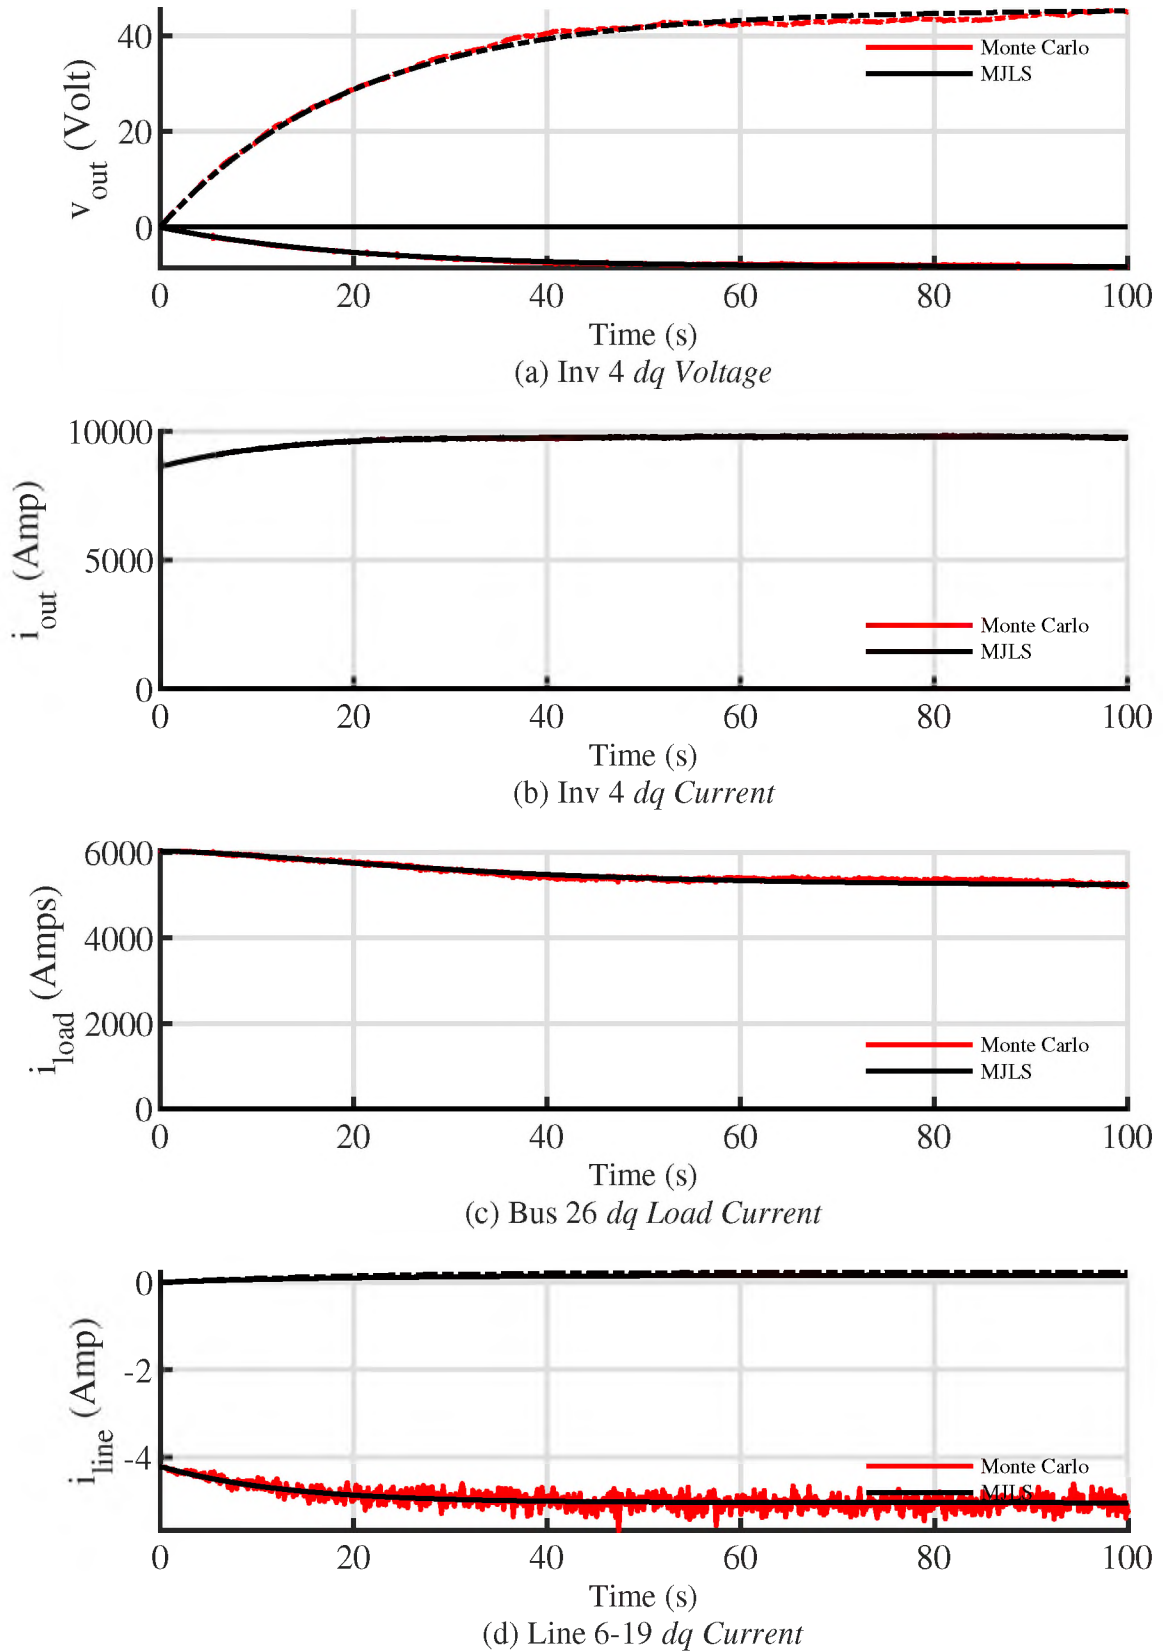 40
20
0
v_out (Volt)
Monte Carlo
MJLS
0 20 40 60 80 100
Time (s)
(a) Inv 4 dq Voltage
10000
5000
0
i_out (Amp)
Monte Carlo
MJLS
0 20 40 60 80 100
Time (s)
(b) Inv 4 dq Current
6000
4000
2000
0
i_load (Amps)
Monte Carlo
MJLS
0 20 40 60 80 100
Time (s)
(c) Bus 26 dq Load Current
0
-2
-4
i_line (Amp)
Monte Carlo
MJLS
0 20 40 60 80 100
Time (s)
(d) Line 6-19 dq Current